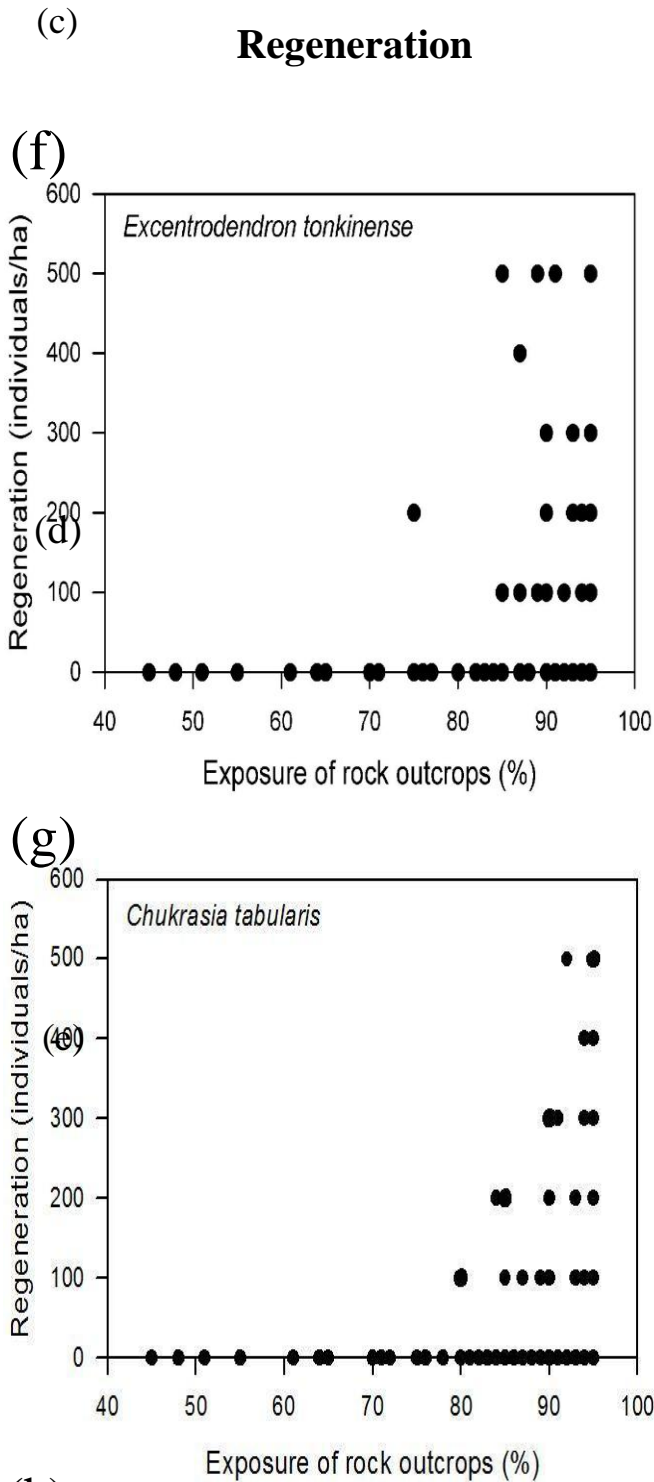 (c)
Regeneration
(f)
600
Excentrodendron tonkinense
500
400
300
200
(d)
100
0
40 50 60 70 80 90 100
Regeneration (individuals/ha)
Exposure of rock outcrops (%)
(g)
600
Chukrasia tabularis
500
400
(e)
300
200
100
0
40 50 60 70 80 90 100
Regeneration (individuals/ha)
Exposure of rock outcrops (%)